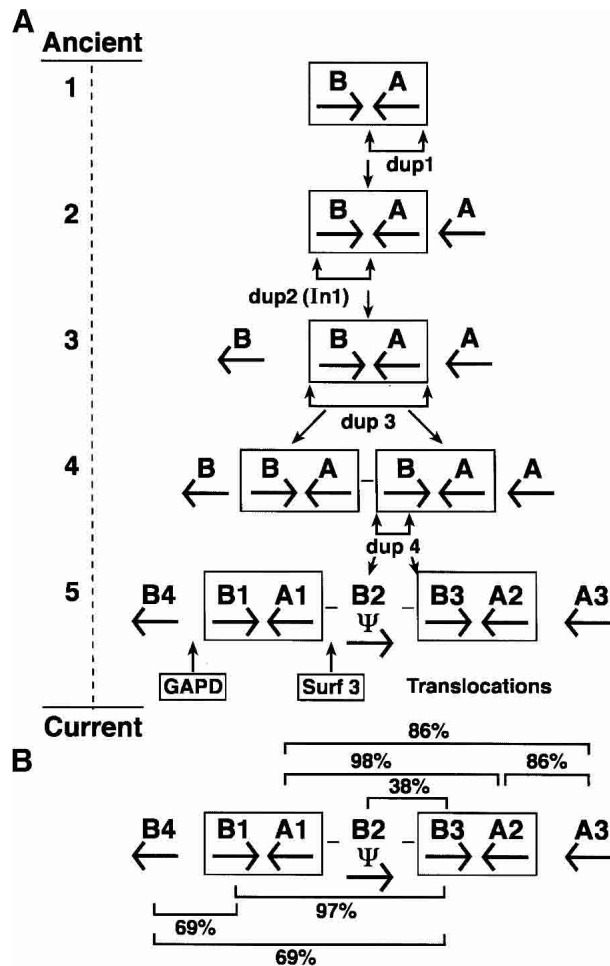 A
Ancient
1
B A
dup1
2
B A A
dup2 (In1)
3
B B A A
dup 3
4
B B A – B A A
dup 4
5
B4 B1 A1 – B2 – B3 A2 A3
Ψ
GAPD Surf 3 Translocations
Current
B
86%
98% 86%
38%
B4 B1 A1 – B2 – B3 A2 A3
Ψ
97%
69%
69%